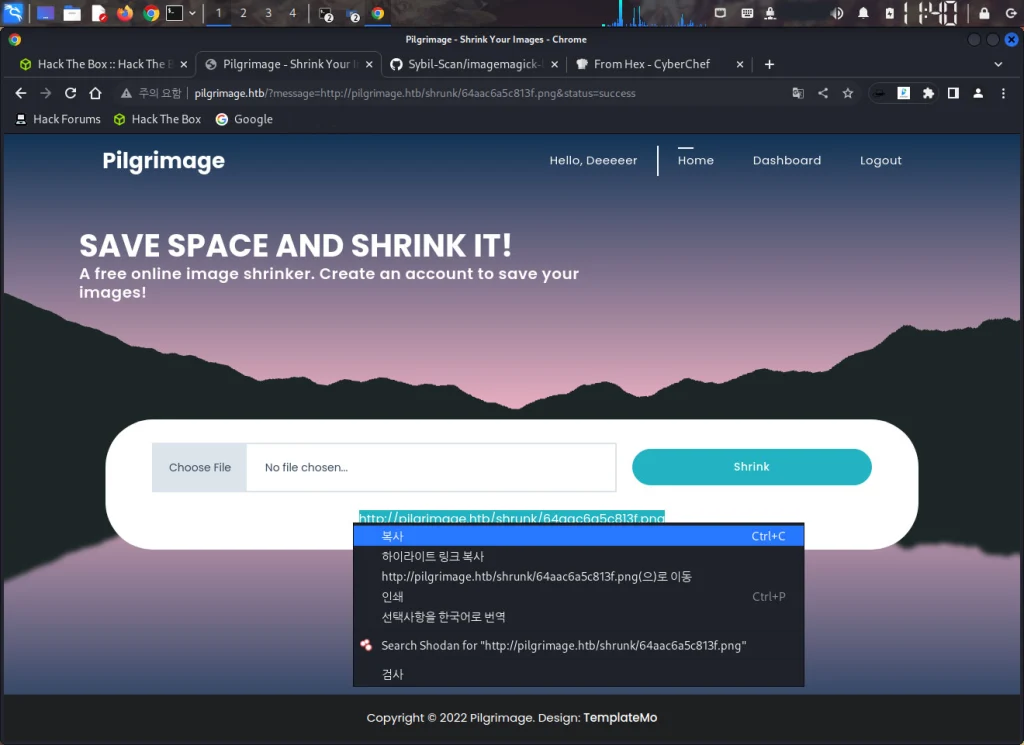 1 2 3 4
2
2
11:40
Pilgrimage - Shrink Your Images - Chrome
Hack The Box :: Hack The B
Pilgrimage - Shrink Your I
Sybil-Scan/imagemagick-
From Hex - CyberChef
주의 요함
pilgrimage.htb/?message=http://pilgrimage.htb/shrunk/64aac6a5c813f.png&status=success
Hack Forums
Hack The Box
Google
Pilgrimage
Hello, Deeeeer
Home
Dashboard
Logout
SAVE SPACE AND SHRINK IT!
A free online image shrinker. Create an account to save your
images!
Choose File
No file chosen...
Shrink
http://pilgrimage.htb/shrunk/64aac6a5c813f.png
복사 Ctrl+C
하이라이트 링크 복사
http://pilgrimage.htb/shrunk/64aac6a5c813f.png(으)로 이동
인쇄 Ctrl+P
선택사항을 한국어로 번역
Search Shodan for "http://pilgrimage.htb/shrunk/64aac6a5c813f.png"
검사
Copyright © 2022 Pilgrimage. Design: TemplateMo